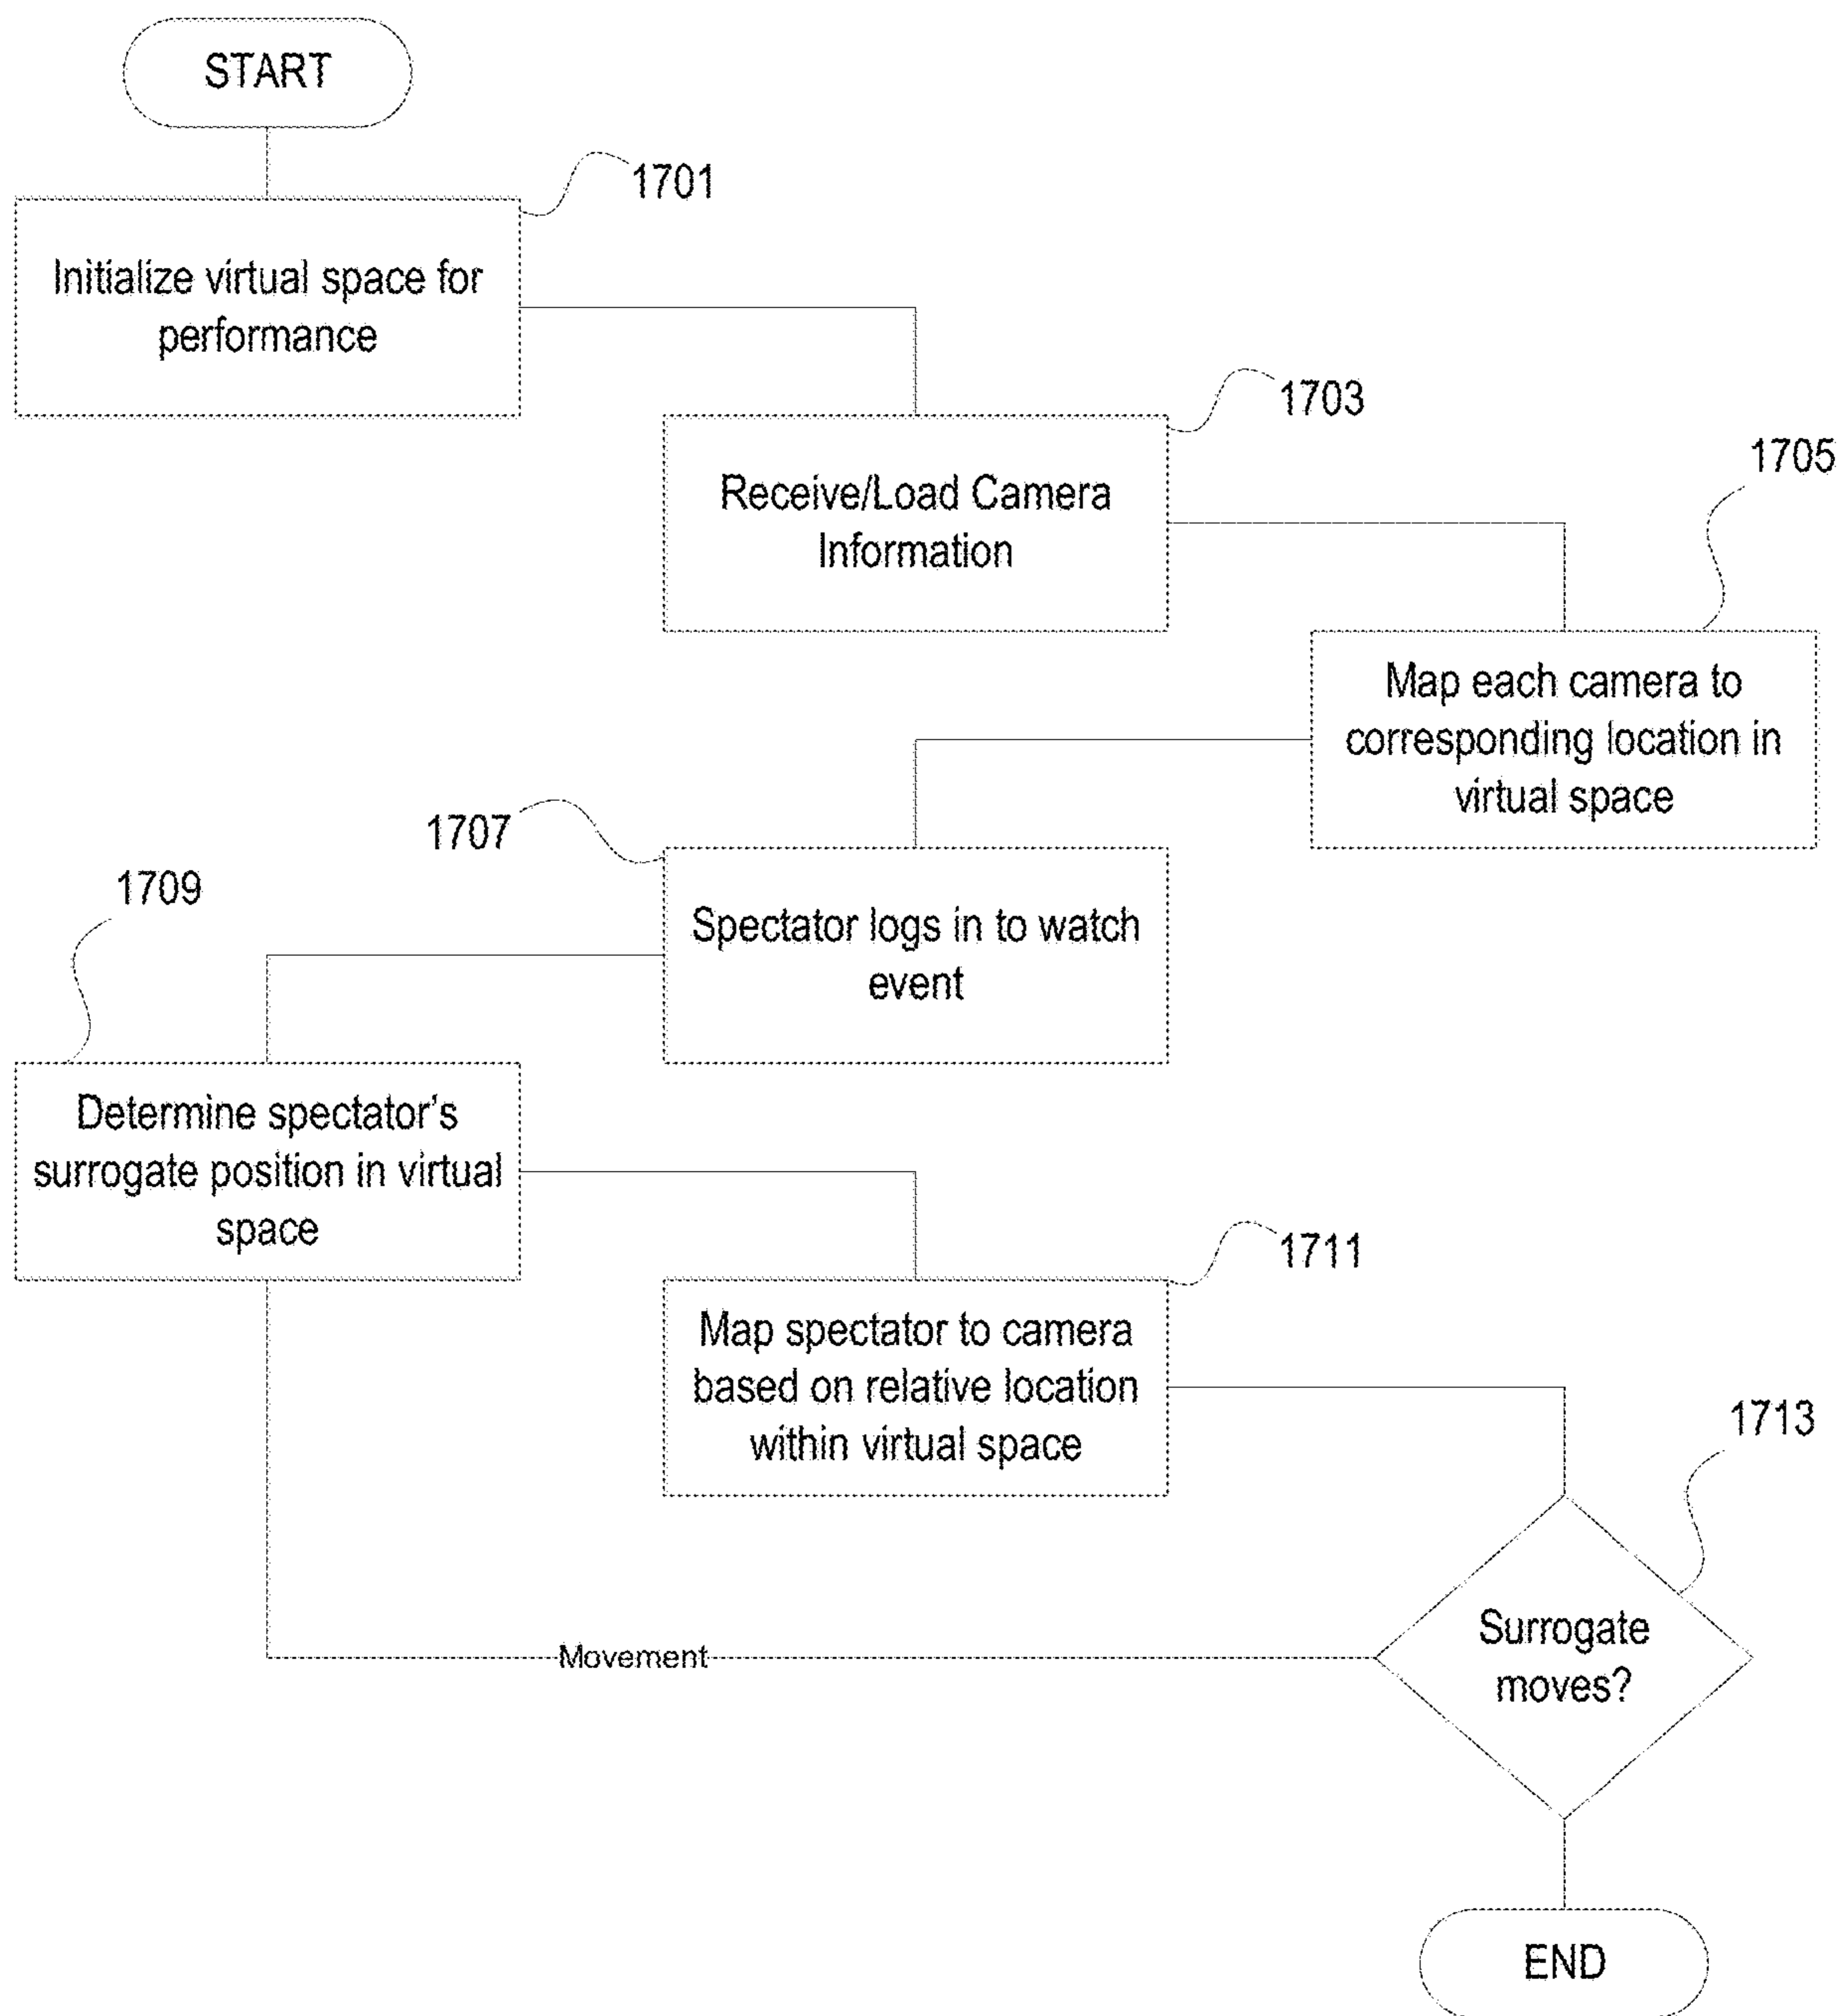 START
1701
Initialize virtual space for
performance
1703
Receive/Load Camera
Information
1705
Map each camera to
corresponding location in
virtual space
1707
Spectator logs in to watch
event
1709
Determine spectator's
surrogate position in virtual
space
1711
Map spectator to camera
based on relative location
within virtual space
1713
Surrogate
moves?
Movement
END